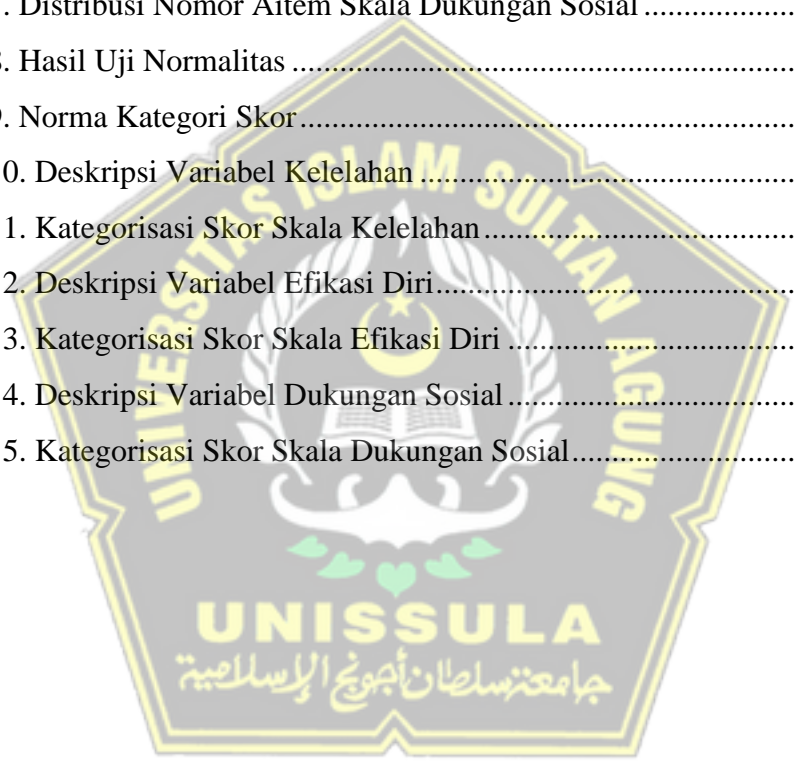 . Distribusi Nomor Aitem Skala Dukungan Sosial ...................
. Hasil Uji Normalitas ...............................................................
. Norma Kategori Skor..............................................................
0. Deskripsi Variabel Kelelahan ...............................................
1. Kategorisasi Skor Skala Kelelahan.......................................
2. Deskripsi Variabel Efikasi Diri.............................................
3. Kategorisasi Skor Skala Efikasi Diri ....................................
4. Deskripsi Variabel Dukungan Sosial ....................................
5. Kategorisasi Skor Skala Dukungan Sosial............................
UNIVERSITAS ISLAM SULTAN AGUNG
UNISSULA
جامعة سلطان أجونج الإسلامية